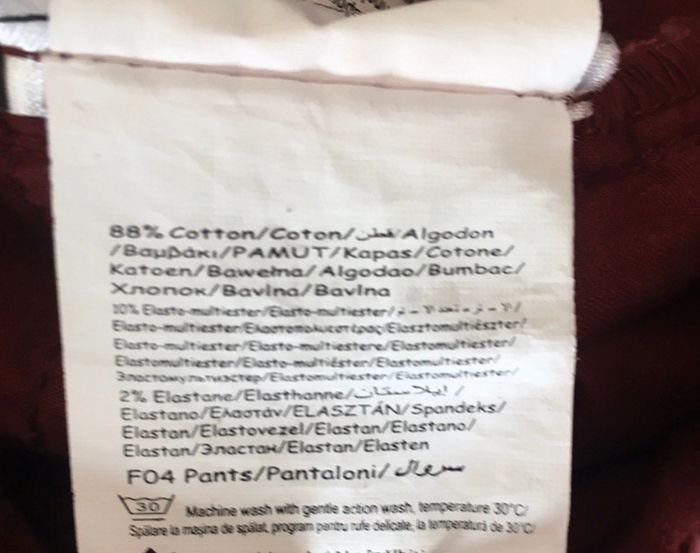 88% Cotton/Coton/قطن/Algodon
/Βαμβάκι/PAMUT/Kapas/Cotone/
Katoen/Bawełna/Algodao/Bumbac/
Хлопок/Bavlna/Bavlna
10% Elasto-multiester/Elasto-multiester/
Elasto-multiester/Ελαστοπολυεστέρας/Elasztomultiészter/
Elasto-multiester/Elasto-multiestere/Elastomultiester/
Elastomultiester/Elasto-multiéster/Elastomultiester/
Эластомультиэстер/Elastomultiester/Elastomultiester/
2% Elastane/Elasthanne/إيلاستان/
Elastano/Ελαστάν/ELASZTÁN/Spandeks/
Elastan/Elastovezel/Elastan/Elastano/
Elastan/Эластан/Elastan/Elasten
F04 Pants/Pantaloni/سروال
30 Machine wash with gentle action wash, temperature 30°C/
Spălare la mașina de spălat, program pentru rufe delicate, la temperatură de 30°C/